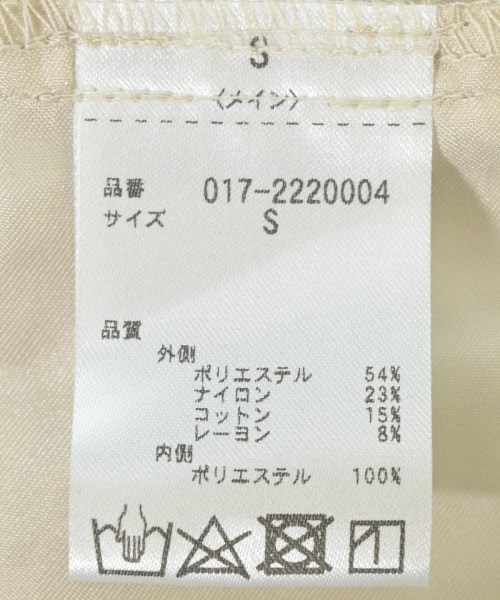 S
〈メイン〉
品番 017-2220004
サイズ S
品質
外側
ポリエステル 54%
ナイロン 23%
コットン 15%
レーヨン 8%
内側
ポリエステル 100%